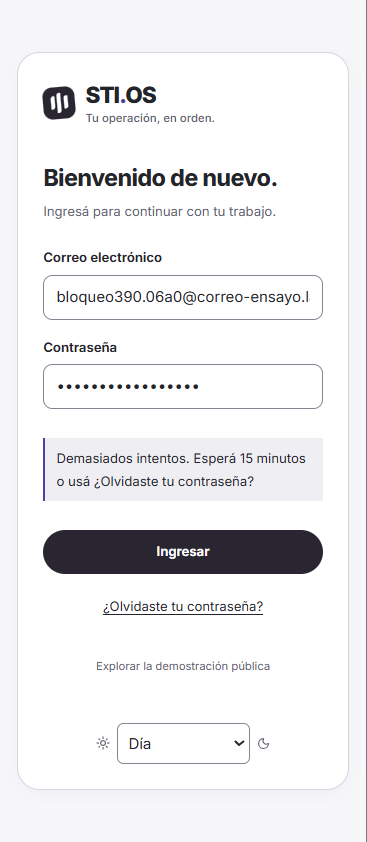 STI.OS
Tu operación, en orden.
Bienvenido de nuevo.
Ingresá para continuar con tu trabajo.
Correo electrónico
bloqueo390.06a0@correo-ensayo.l
Contraseña
•••••••••••••••••
Demasiados intentos. Esperá 15 minutos
o usá ¿Olvidaste tu contraseña?
Ingresar
¿Olvidaste tu contraseña?
Explorar la demostración pública
Día